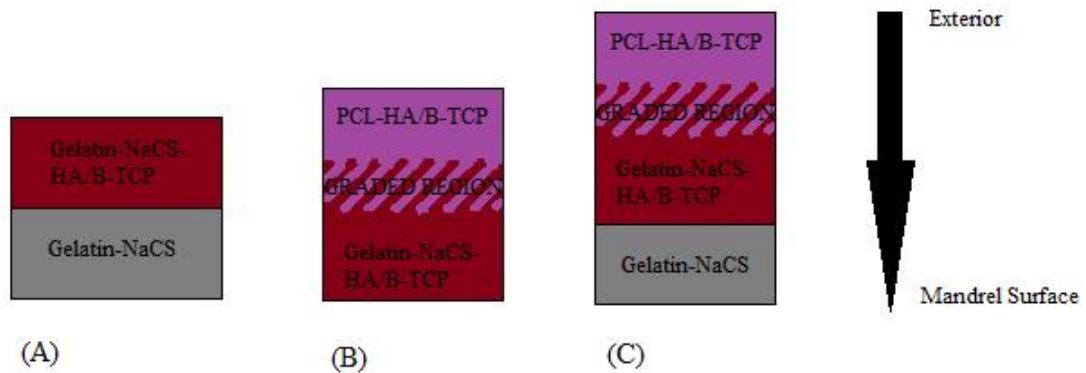 Gelatin-NaCS-
HA/B-TCP
Gelatin-NaCS
(A)
PCL-HA/B-TCP
GRADED REGION
Gelatin-NaCS-
HA/B-TCP
(B)
PCL-HA/B-TCP
GRADED REGION
Gelatin-NaCS-
HA/B-TCP
Gelatin-NaCS
(C)
Exterior
Mandrel Surface